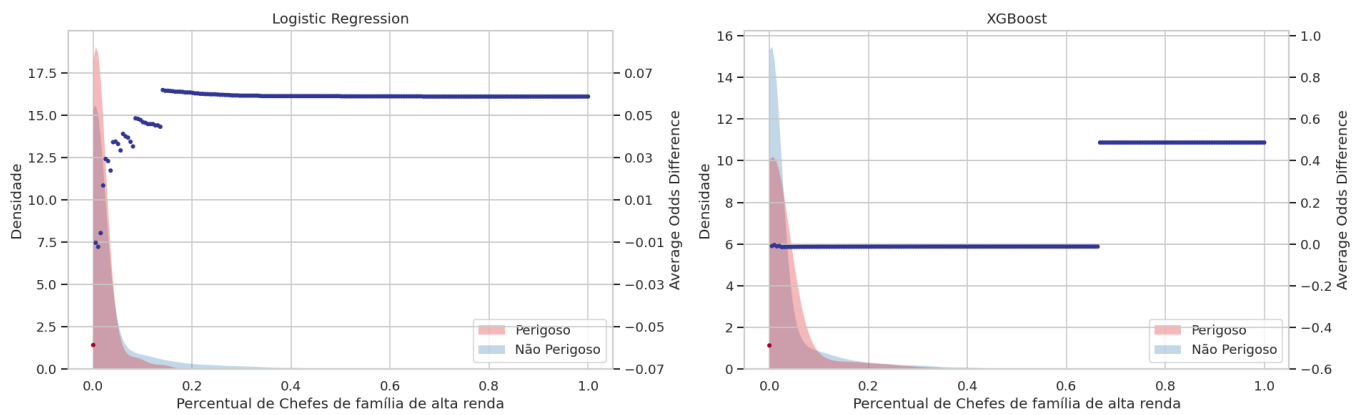 Logistic Regression
17.5
15.0
12.5
10.0
7.5
5.0
2.5
0.0
Densidade
0.07
0.05
0.03
0.01
−0.01
−0.03
−0.05
−0.07
Average Odds Difference
Perigoso
Não Perigoso
0.0 0.2 0.4 0.6 0.8 1.0
Percentual de Chefes de família de alta renda
XGBoost
16
14
12
10
8
6
4
2
0
Densidade
1.0
0.8
0.6
0.4
0.2
0.0
−0.2
−0.4
−0.6
Average Odds Difference
Perigoso
Não Perigoso
0.0 0.2 0.4 0.6 0.8 1.0
Percentual de Chefes de família de alta renda